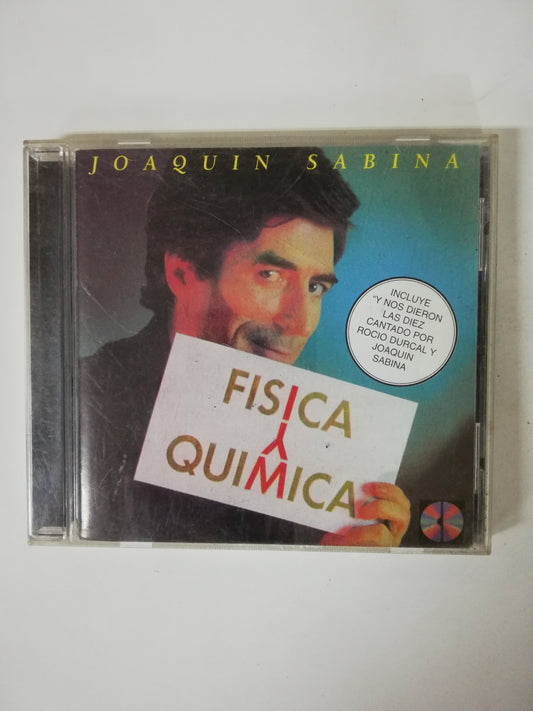 JOAQUIN SABINA
INCLUYE
"Y NOS DIERON
LAS DIEZ
CANTADO POR
ROCIO DURCAL Y
JOAQUIN
SABINA
FISICA
Y
QUIMICA